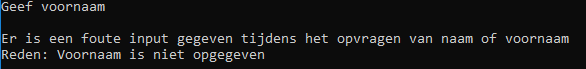 Geef voornaam
Er is een foute input gegeven tijdens het opvragen van naam of voornaam
Reden: Voornaam is niet opgegeven